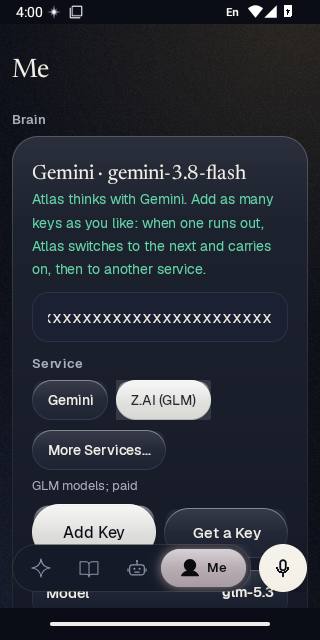 4:00
En
Me
Brain
Gemini · gemini-3.8-flash
Atlas thinks with Gemini. Add as many
keys as you like: when one runs out,
Atlas switches to the next and carries
on, then to another service.
xxxxxxxxxxxxxxxxxxxxxxx
Service
Gemini
Z.AI (GLM)
More Services...
GLM models; paid
Add Key
Get a Key
Me
Model
glm-5.3